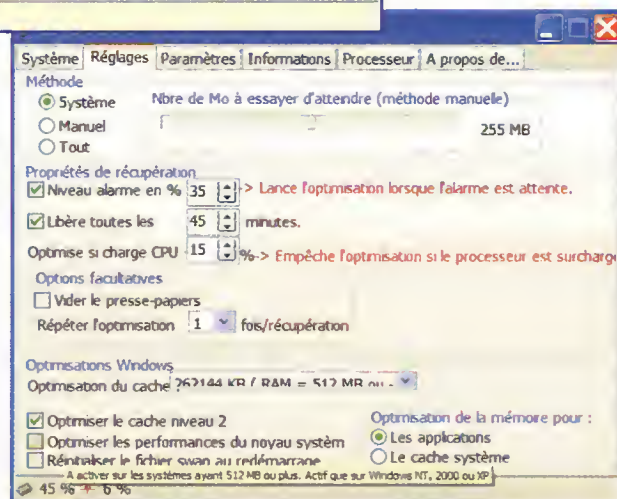 Système Réglages Paramètres Informations Processeur A propos de...
Méthode
Système
Nbre de Mo à essayer d'attendre (méthode manuelle)
Manuel
255 MB
Tout
Propriétés de récupération
Niveau alarme en % 35 -> Lance l'optimisation lorsque l'alarme est atteinte.
Libère toutes les 45 minutes.
Optimise si charge CPU 15 %-> Empêche l'optimisation si le processeur est surcharg
Options facultatives
Vider le presse-papiers
Répéter l'optimisation 1 fois/récupération
Optimisations Windows
Optimisation du cache 262144 KB ( RAM = 512 MB ou
Optimiser le cache niveau 2
Optimisation de la mémoire pour :
Optimiser les performances du noyau systèm
Les applications
Réinitialiser le fichier swap au redémarrage
Le cache système
A activer sur les systèmes ayant 512 MB ou plus. Actif que sur Windows NT, 2000 ou XP
45 % 6 %